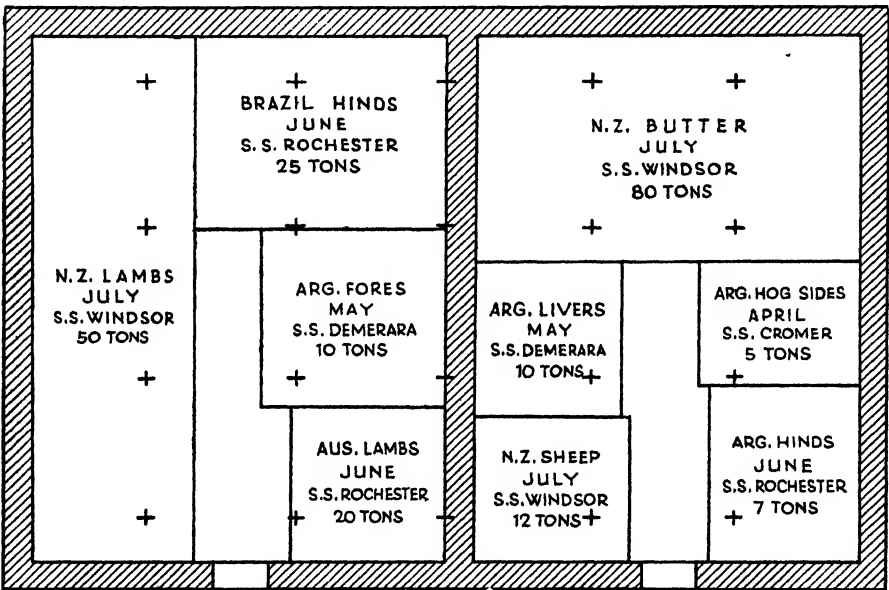 BRAZIL HINDS
JUNE
S.S. ROCHESTER
25 TONS
N.Z. LAMBS
JULY
S.S. WINDSOR
50 TONS
ARG. FORES
MAY
S.S. DEMERARA
10 TONS
AUS. LAMBS
JUNE
S.S. ROCHESTER
20 TONS
N.Z. BUTTER
JULY
S.S. WINDSOR
80 TONS
ARG. LIVERS
MAY
S.S. DEMERARA
10 TONS
ARG. HOG SIDES
APRIL
S.S. CROMER
5 TONS
N.Z. SHEEP
JULY
S.S. WINDSOR
12 TONS
ARG. HINDS
JUNE
S.S. ROCHESTER
7 TONS